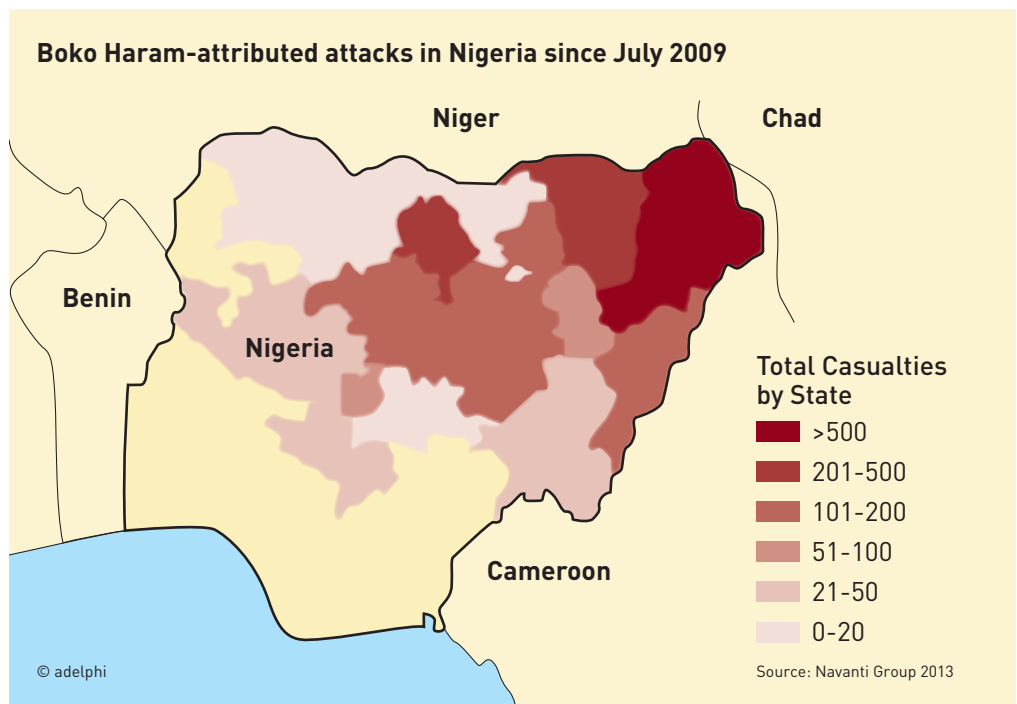 Boko Haram-attributed attacks in Nigeria since July 2009
Niger
Chad
Benin
Nigeria
Total Casualties
by State
>500
201-500
101-200
51-100
21-50
0-20
Cameroon
© adelphi
Source: Navanti Group 2013